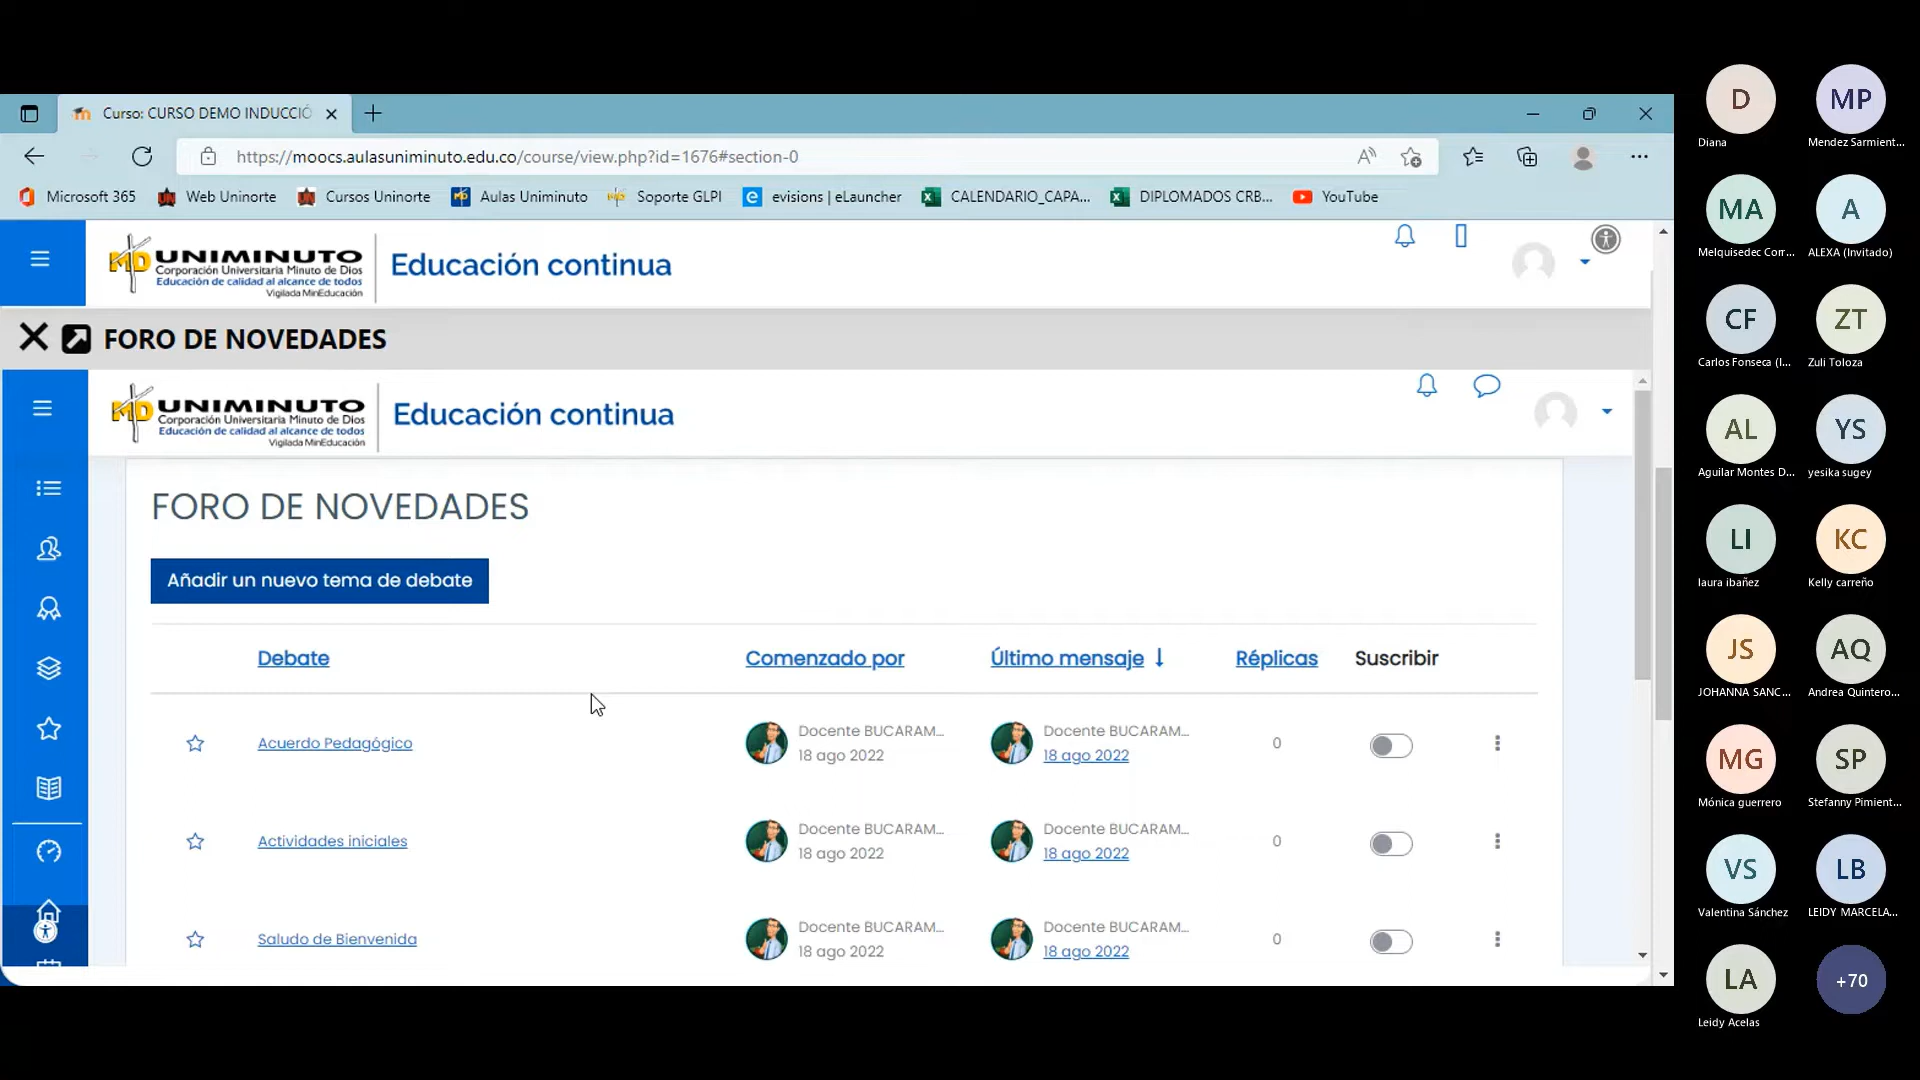 Curso: CURSO DEMO INDUCCIÓ
https://moocs.aulasuniminuto.edu.co/course/view.php?id=1676#section-0
Microsoft 365
Web Uninorte
Cursos Uninorte
Aulas Uniminuto
Soporte GLPI
evisions | eLauncher
CALENDARIO_CAPA...
DIPLOMADOS CRB...
YouTube
MD UNIMINUTO
Corporación Universitaria Minuto de Dios
Educación de calidad al alcance de todos
Vigilada MinEducación
Educación continua
FORO DE NOVEDADES
MD UNIMINUTO
Corporación Universitaria Minuto de Dios
Educación de calidad al alcance de todos
Vigilada MinEducación
Educación continua
FORO DE NOVEDADES
Añadir un nuevo tema de debate
Debate Comenzado por Último mensaje ↓ Réplicas Suscribir
Acuerdo Pedagógico
Docente BUCARAM...
18 ago 2022
Docente BUCARAM...
18 ago 2022
0
Actividades iniciales
Docente BUCARAM...
18 ago 2022
Docente BUCARAM...
18 ago 2022
0
Saludo de Bienvenida
Docente BUCARAM...
18 ago 2022
Docente BUCARAM...
18 ago 2022
0
D
Diana
MP
Mendez Sarmient...
MA
Melquisedec Corr...
A
ALEXA (Invitado)
CF
Carlos Fonseca (I...
ZT
Zuli Toloza
AL
Aguilar Montes D...
YS
yesika sugey
LI
laura ibañez
KC
Kelly carreño
JS
JOHANNA SANC...
AQ
Andrea Quintero...
MG
Mónica guerrero
SP
Stefanny Pimient...
VS
Valentina Sánchez
LB
LEIDY MARCELA...
LA
Leidy Acelas
+70